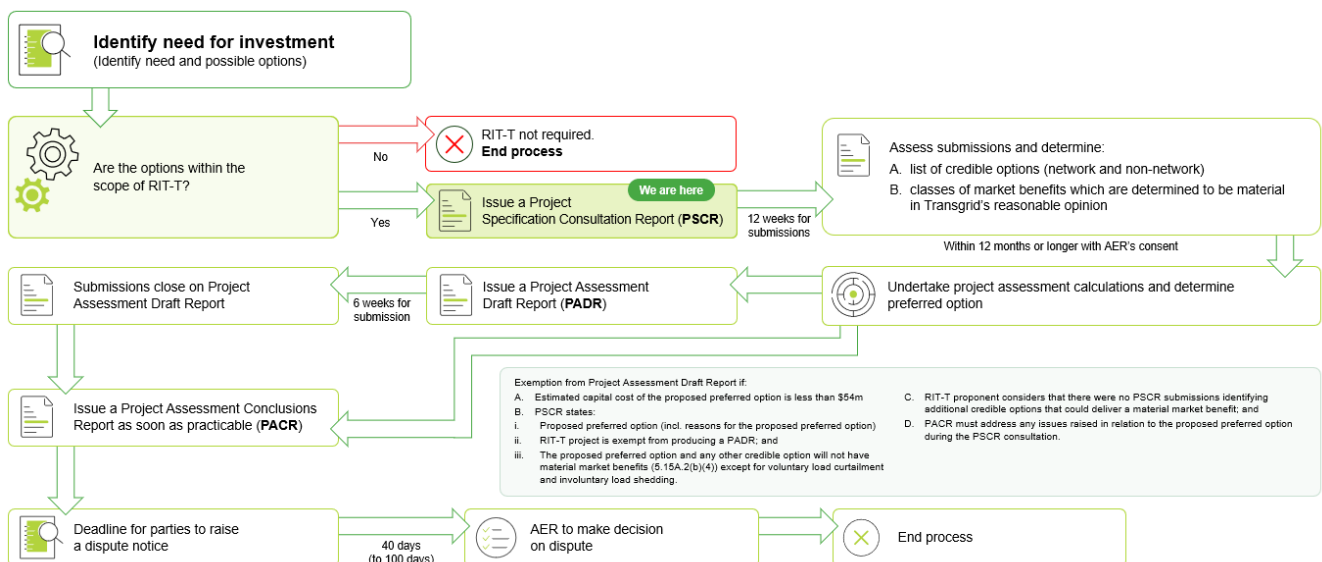 Identify need for investment
(Identify need and possible options)
Are the options within the
scope of RIT-T?
No
RIT-T not required.
End process
Yes
We are here
Issue a Project
Specification Consultation Report (PSCR)
12 weeks for
submissions
Assess submissions and determine:
A. list of credible options (network and non-network)
B. classes of market benefits which are determined to be material
in Transgrid's reasonable opinion
Within 12 months or longer with AER's consent
Undertake project assessment calculations and determine
preferred option
Issue a Project Assessment
Draft Report (PADR)
6 weeks for
submission
Submissions close on Project
Assessment Draft Report
Issue a Project Assessment Conclusions
Report as soon as practicable (PACR)
Exemption from Project Assessment Draft Report if:
A. Estimated capital cost of the proposed preferred option is less than $54m
B. PSCR states:
i. Proposed preferred option (incl. reasons for the proposed preferred option)
ii. RIT-T project is exempt from producing a PADR; and
iii. The proposed preferred option and any other credible option will not have
material market benefits (5.15A.2(b)(4)) except for voluntary load curtailment
and involuntary load shedding.
C. RIT-T proponent considers that there were no PSCR submissions identifying
additional credible options that could deliver a material market benefit; and
D. PACR must address any issues raised in relation to the proposed preferred option
during the PSCR consultation.
Deadline for parties to raise
a dispute notice
40 days
(to 100 days)
AER to make decision
on dispute
End process